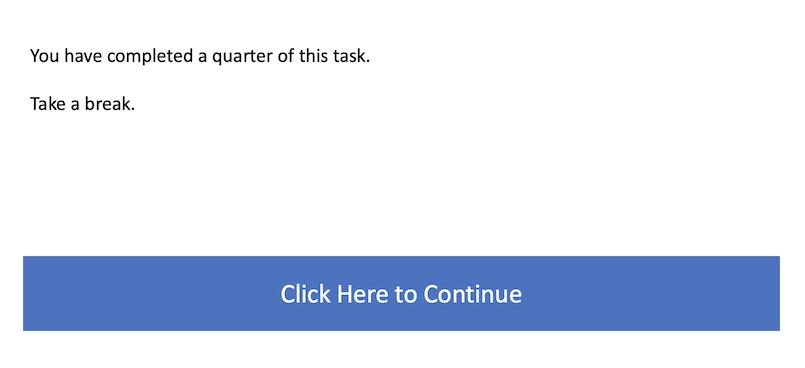 You have completed a quarter of this task.
Take a break.
Click Here to Continue